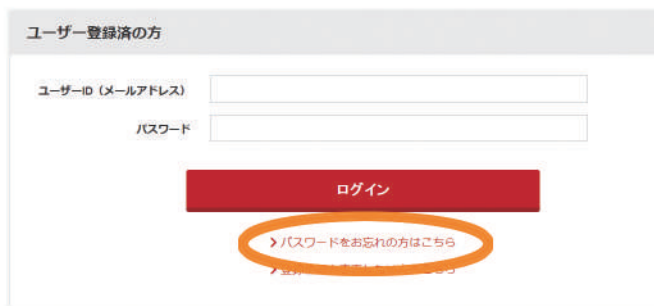 ユーザー登録済の方
ユーザーID（メールアドレス）
パスワード
ログイン
パスワードをお忘れの方はこちら